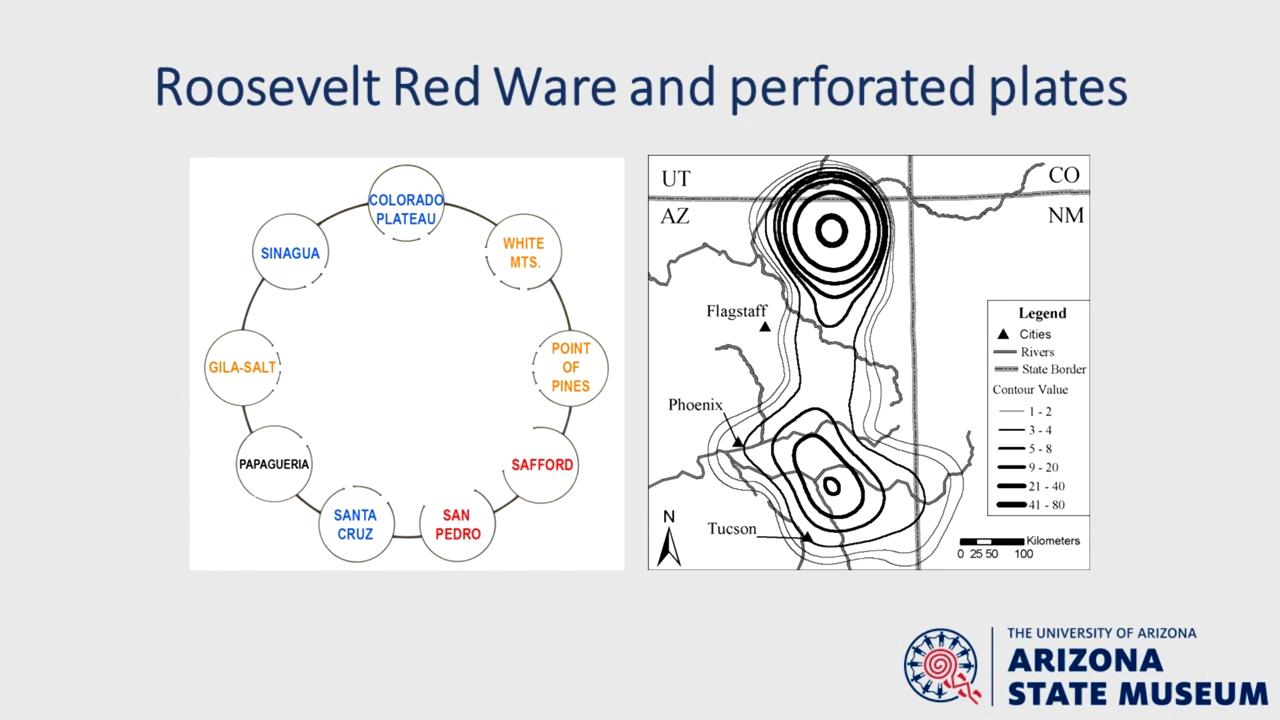 Roosevelt Red Ware and perforated plates
COLORADO
PLATEAU
WHITE
MTS.
SINAGUA
GILA-SALT
POINT
OF
PINES
PAPAGUERIA
SAFFORD
SANTA
CRUZ
SAN
PEDRO
UT
CO
AZ
NM
Flagstaff
Phoenix
Tucson
N
Legend
Cities
Rivers
State Border
Contour Value
1 - 2
3 - 4
5 - 8
9 - 20
21 - 40
41 - 80
Kilometers
0 25 50 100
THE UNIVERSITY OF ARIZONA
ARIZONA
STATE MUSEUM